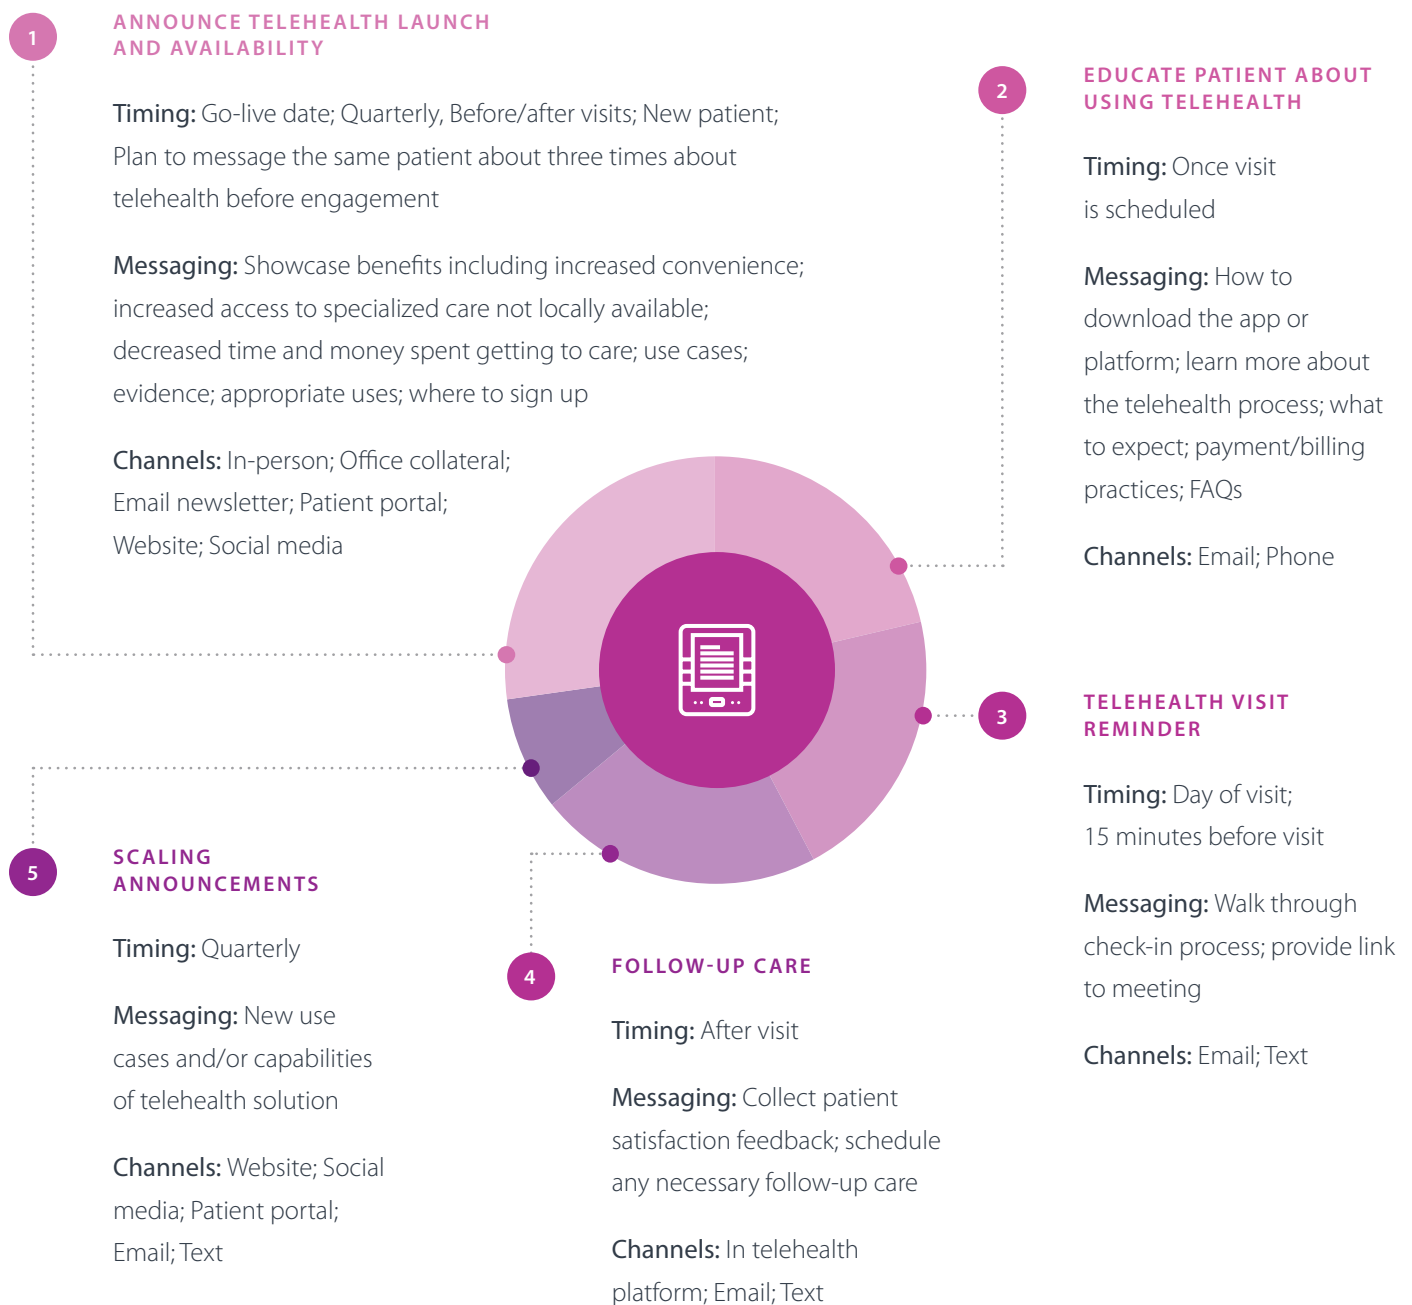 1
ANNOUNCE TELEHEALTH LAUNCH
AND AVAILABILITY
Timing: Go-live date; Quarterly, Before/after visits; New patient;
Plan to message the same patient about three times about
telehealth before engagement
Messaging: Showcase benefits including increased convenience;
increased access to specialized care not locally available;
decreased time and money spent getting to care; use cases;
evidence; appropriate uses; where to sign up
Channels: In-person; Office collateral;
Email newsletter; Patient portal;
Website; Social media
2
EDUCATE PATIENT ABOUT
USING TELEHEALTH
Timing: Once visit
is scheduled
Messaging: How to
download the app or
platform; learn more about
the telehealth process; what
to expect; payment/billing
practices; FAQs
Channels: Email; Phone
3
TELEHEALTH VISIT
REMINDER
Timing: Day of visit;
15 minutes before visit
Messaging: Walk through
check-in process; provide link
to meeting
Channels: Email; Text
4
FOLLOW-UP CARE
Timing: After visit
Messaging: Collect patient
satisfaction feedback; schedule
any necessary follow-up care
Channels: In telehealth
platform; Email; Text
5
SCALING
ANNOUNCEMENTS
Timing: Quarterly
Messaging: New use
cases and/or capabilities
of telehealth solution
Channels: Website; Social
media; Patient portal;
Email; Text